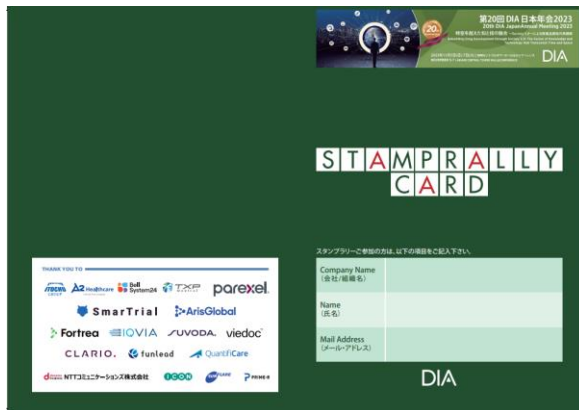 第20回 DIA 日本年会2023
20th DIA JapanAnnual Meeting 2023
DIA
STAMPRALLY
CARD
スタンプラリーご参加の方は、以下の項目をご記入下さい。
Company Name
(会社/組織名)
Name
(氏名)
Mail Address
(メール・アドレス)
DIA
THANK YOU TO
A2 Healthcare
Bell
System24
TXP
parexel
SmarTrial
ArisGlobal
Fortrea
IQVIA
SUVODA
viedoc
CLARIO.
funlead
QuantifiCare
NTTコミュニケーションズ株式会社
ICON
PRIME-R